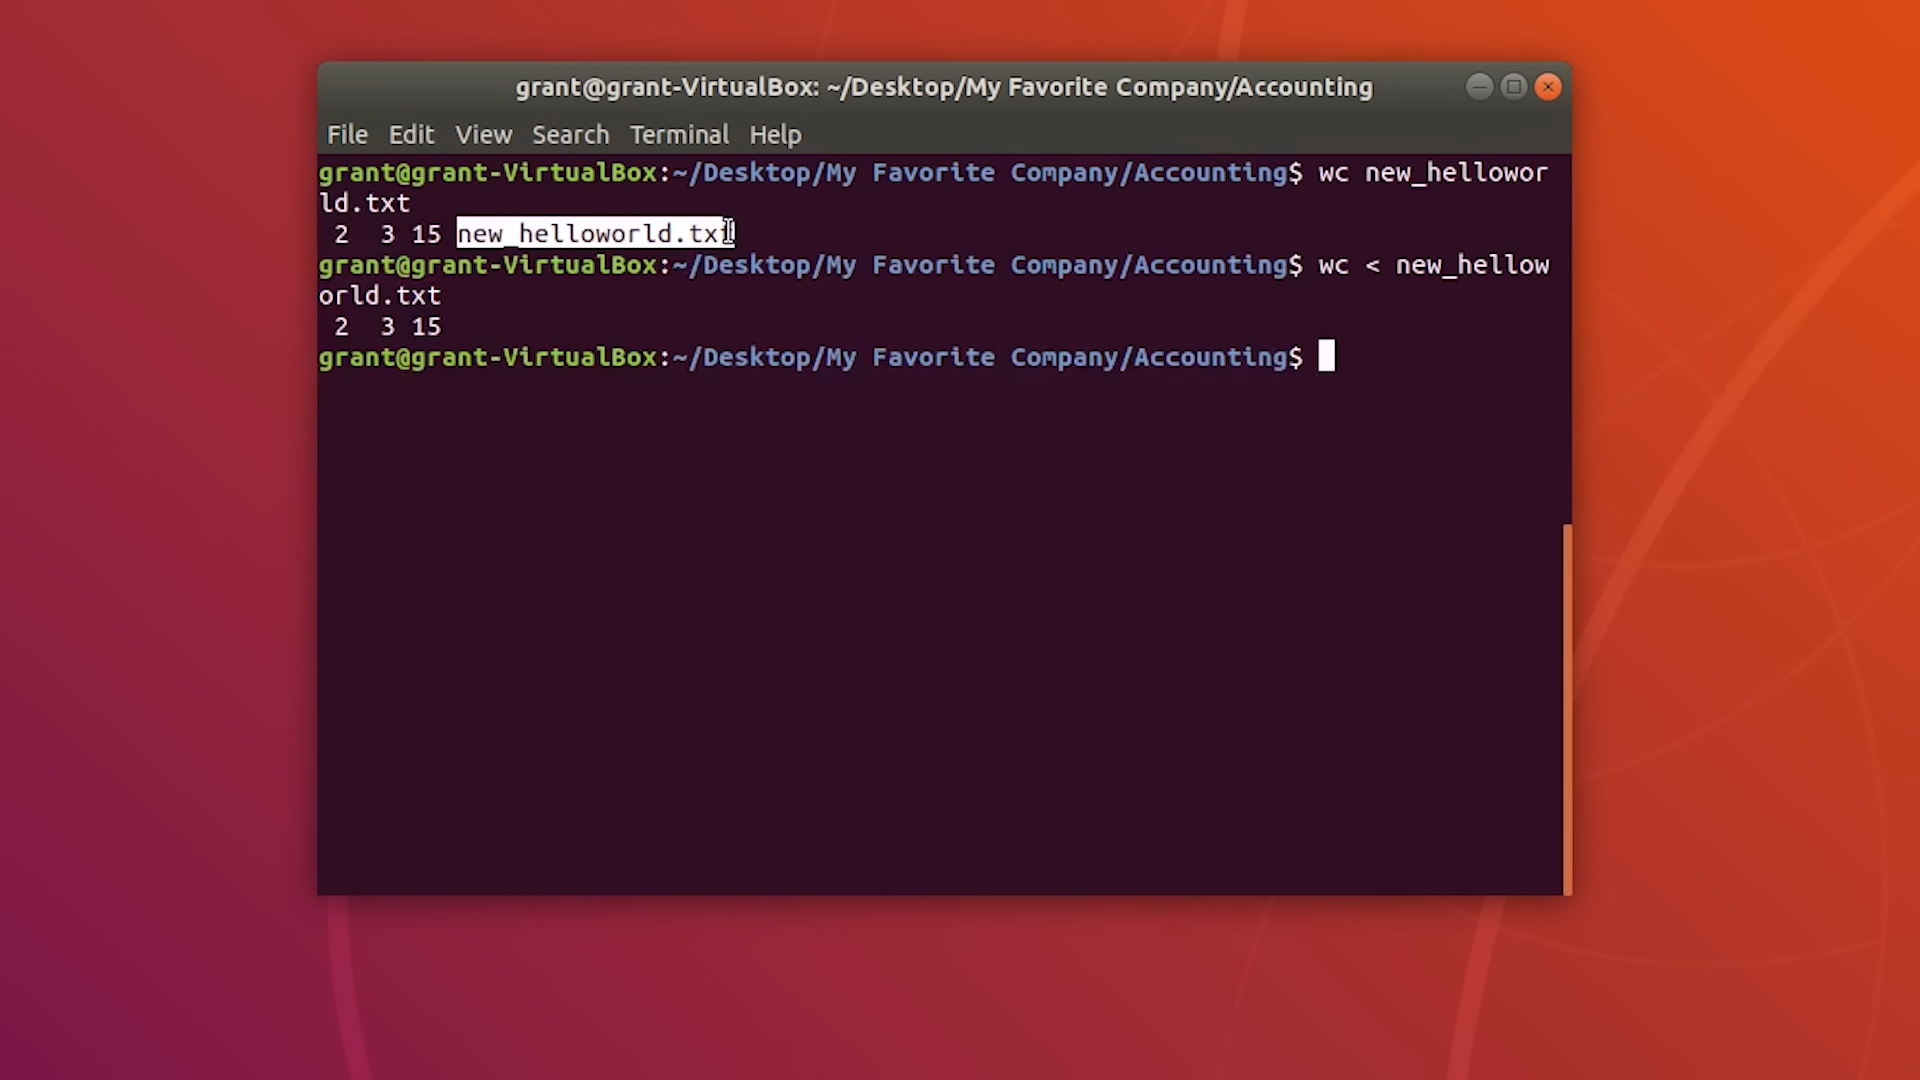 grant@grant-VirtualBox: ~/Desktop/My Favorite Company/Accounting
File Edit View Search Terminal Help
grant@grant-VirtualBox:~/Desktop/My Favorite Company/Accounting$ wc new_hellowor
ld.txt
 2  3 15 new_helloworld.txt
grant@grant-VirtualBox:~/Desktop/My Favorite Company/Accounting$ wc < new_hellow
orld.txt
 2  3 15
grant@grant-VirtualBox:~/Desktop/My Favorite Company/Accounting$